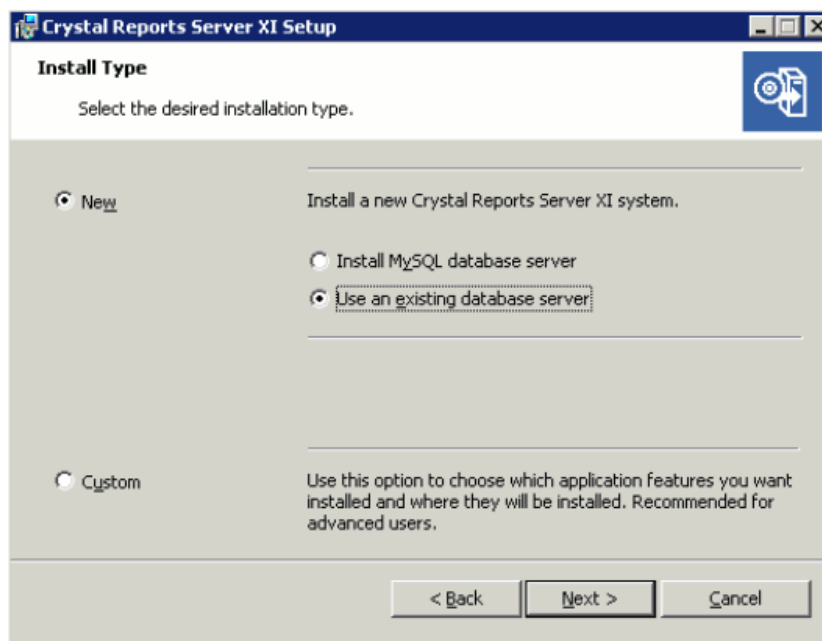 Crystal Reports Server XI Setup
Install Type
Select the desired installation type.
New
Install a new Crystal Reports Server XI system.
Install MySQL database server
Use an existing database server
Custom
Use this option to choose which application features you want
installed and where they will be installed. Recommended for
advanced users.
< Back
Next >
Cancel